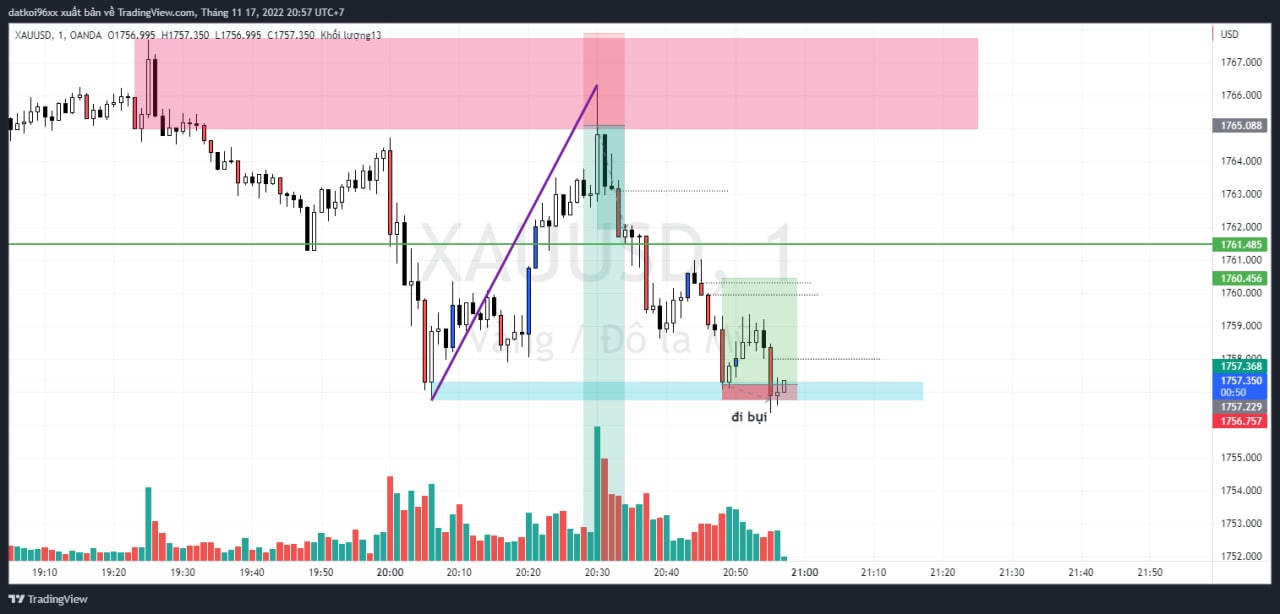 datkoi96xx xuất bản về TradingView.com, Tháng 11 17, 2022 20:57 UTC+7
XAUUSD, 1, OANDA O1756.995 H1757.350 L1756.995 C1757.350 Khối lượng13
USD
1767.000
1766.000
1765.088
1764.000
1763.000
1762.000
XAUUSD, 1
1761.485
1761.000
1760.456
1760.000
1759.000
Vàng / Đô la Mỹ
1758.000
1757.368
1757.350
00:50
1757.229
1756.757
đi bụi
1755.000
1754.000
1753.000
1752.000
19:10 19:20 19:30 19:40 19:50 20:00 20:10 20:20 20:30 20:40 20:50 21:00 21:10 21:20 21:30 21:40 21:50
TradingView